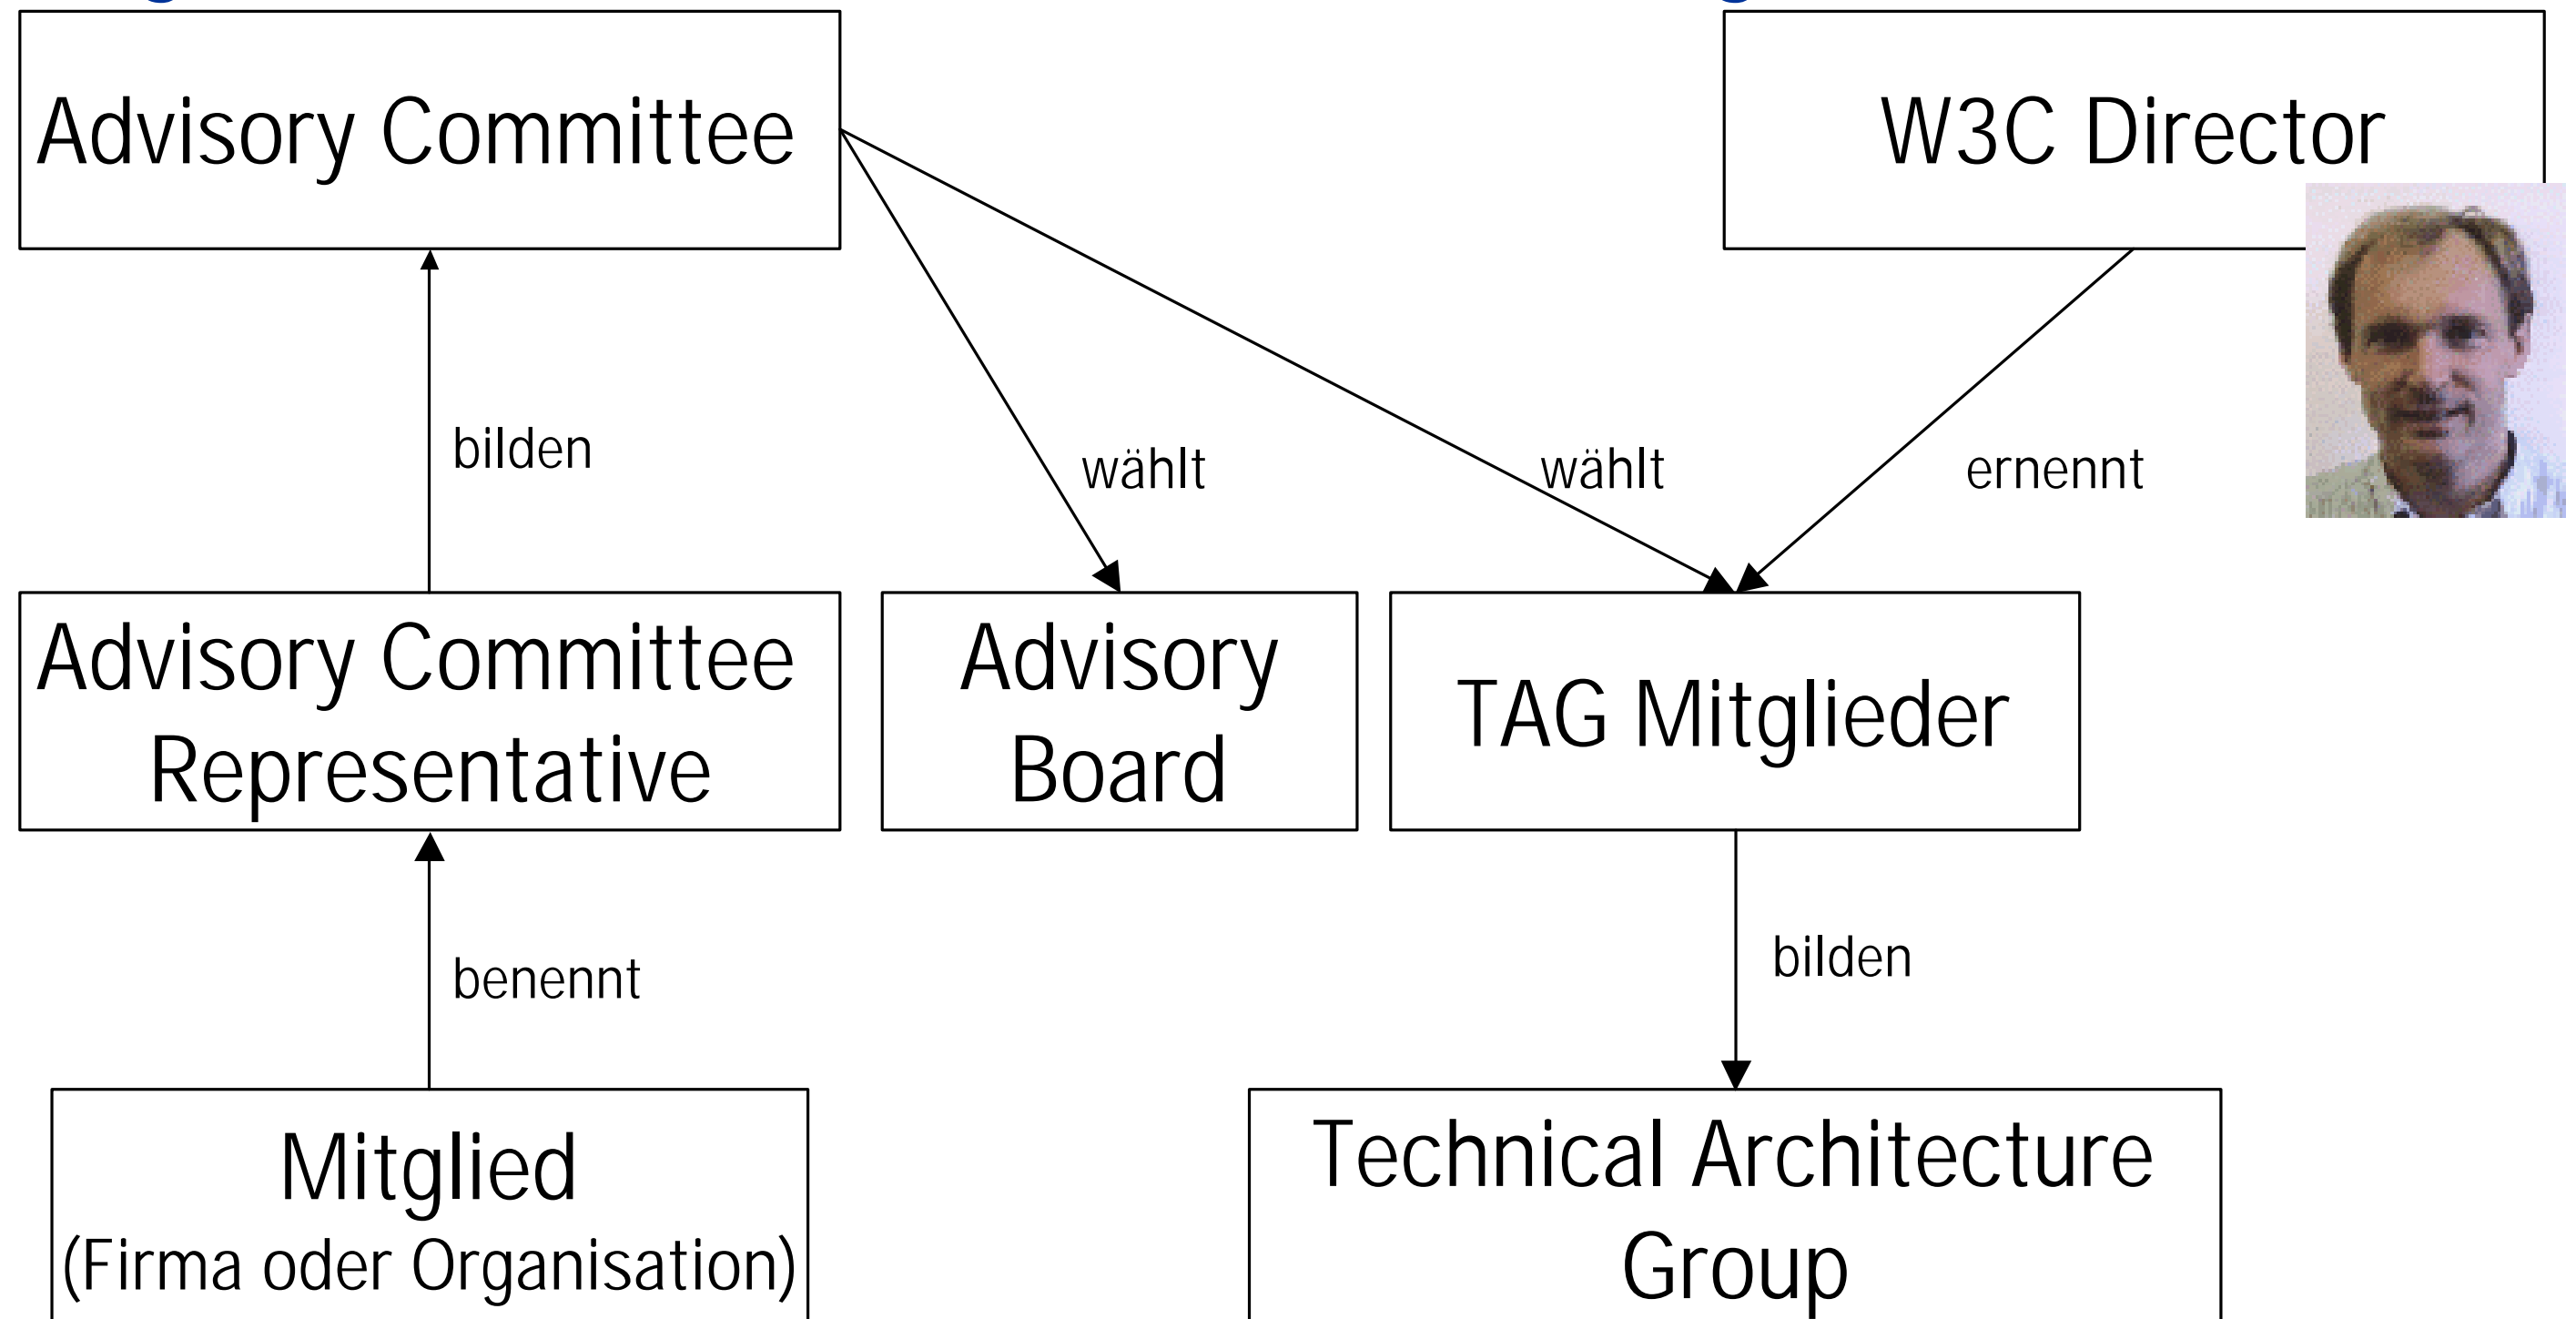 Advisory Committee
W3C Director
bilden
wählt
wählt
ernennt
Advisory Committee
Representative
Advisory
Board
TAG Mitglieder
benennt
bilden
Mitglied
(Firma oder Organisation)
Technical Architecture
Group